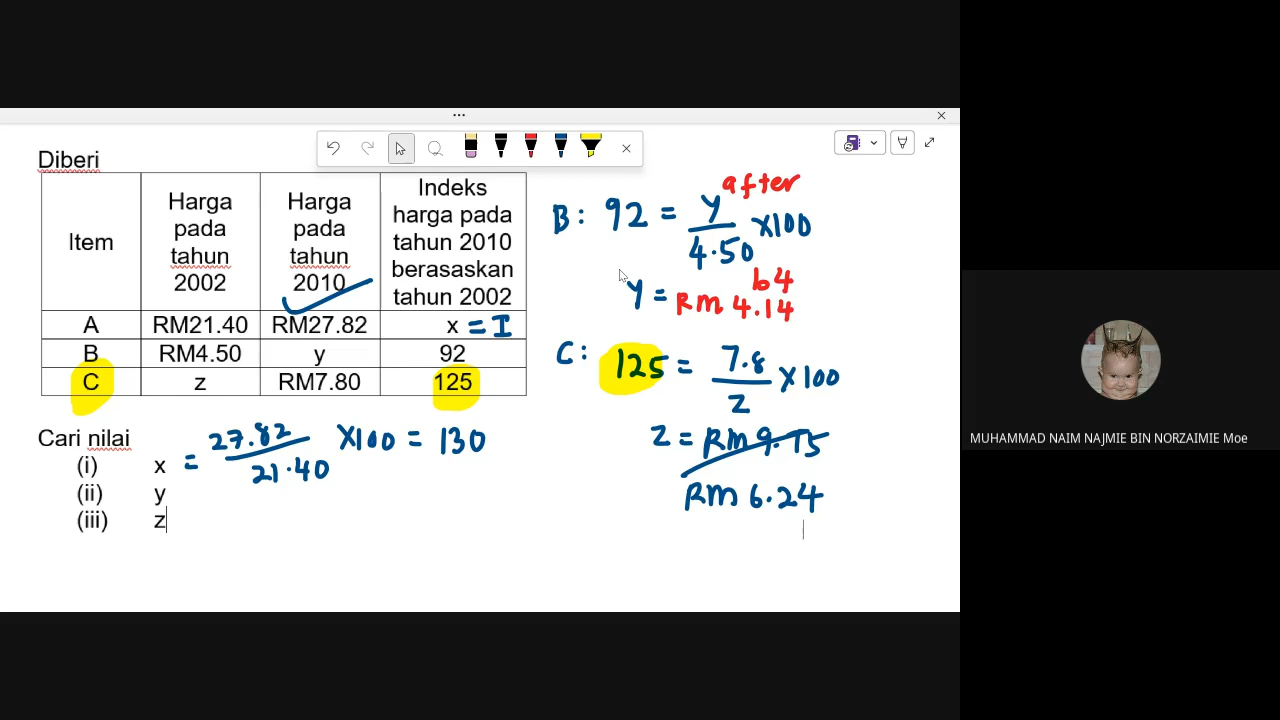 Diberi
Item
Harga pada tahun 2002
Harga pada tahun 2010
Indeks harga pada tahun 2010 berasaskan tahun 2002
A RM21.40 RM27.82 x = I
B RM4.50 y 92
C z RM7.80 125
Cari nilai
(i) x = 27.82/21.40 x100 = 130
(ii) y
(iii) z
after
B: 92 = y/4.50 x100
b4
y = RM 4.14
C: 125 = 7.8/z x100
z = RM 9.75
RM 6.24
MUHAMMAD NAIM NAJMIE BIN NORZAIMIE Moe